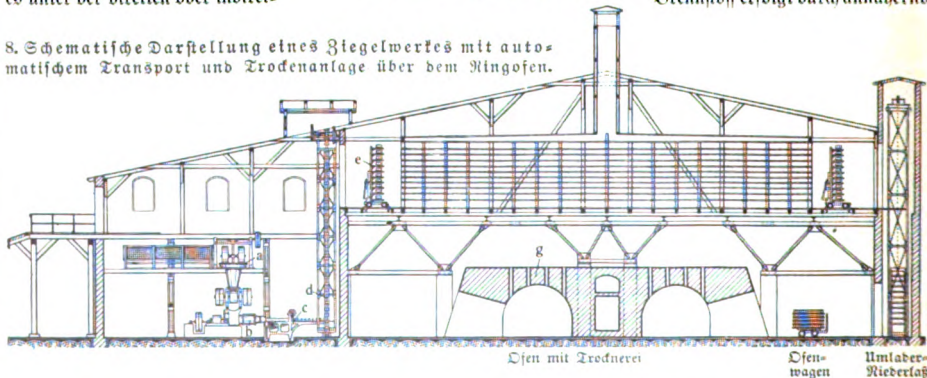 8. Schematische Darstellung eines Ziegelwerkes mit auto-
matischem Transport und Trockenanlage über dem Ringofen.
e
a
g
d
c
b
Ofen mit Trocknerei
Ofen-
wagen
Umlader-
Niederlaß